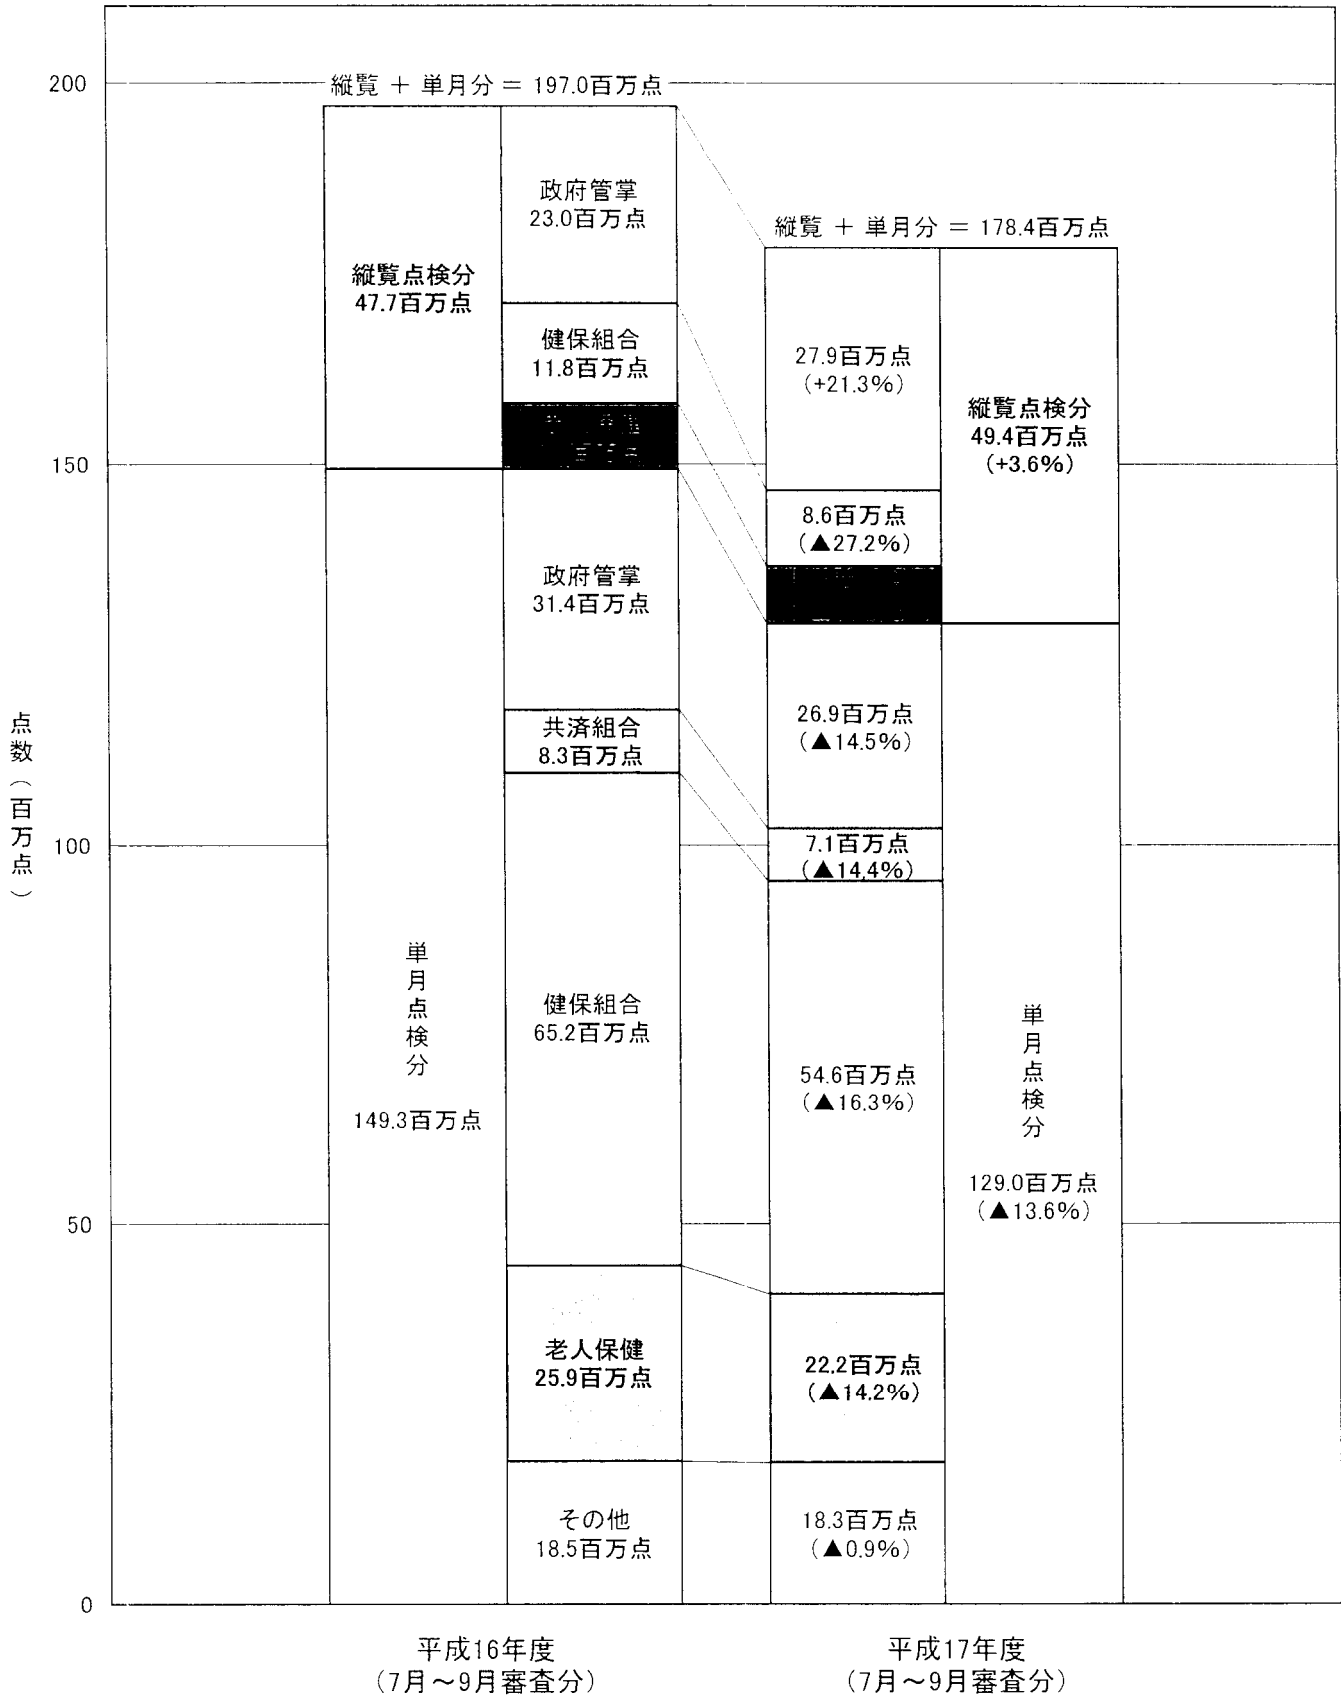 200
縦覧 + 単月分 = 197.0百万点
政府管掌
23.0百万点
縦覧点検分
47.7百万点
健保組合
11.8百万点
百万点
縦覧 + 単月分 = 178.4百万点
27.9百万点
(+21.3%)
縦覧点検分
49.4百万点
(+3.6%)
8.6百万点
(▲27.2%)
150
政府管掌
31.4百万点
共済組合
8.3百万点
26.9百万点
(▲14.5%)
7.1百万点
(▲14.4%)
点数(百万点)
100
単月点検分
149.3百万点
健保組合
65.2百万点
54.6百万点
(▲16.3%)
単月点検分
129.0百万点
(▲13.6%)
50
老人保健
25.9百万点
22.2百万点
(▲14.2%)
その他
18.5百万点
18.3百万点
(▲0.9%)
0
平成16年度
(7月～9月審査分)
平成17年度
(7月～9月審査分)